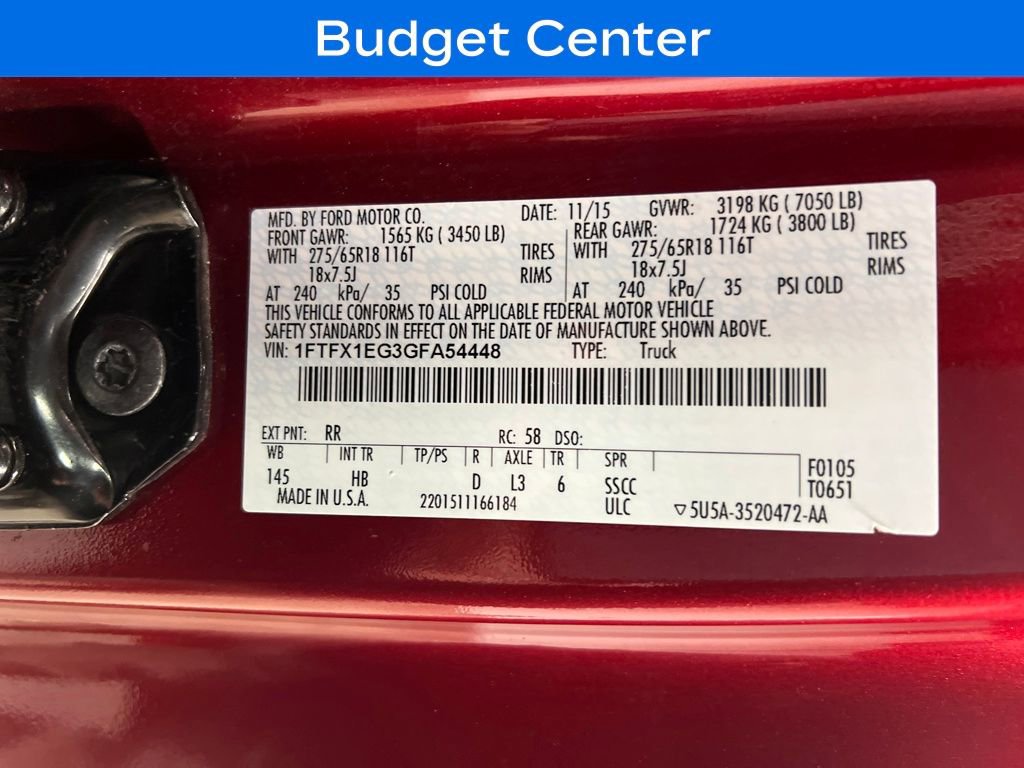 Budget Center
MFD. BY FORD MOTOR CO. DATE: 11/15 GVWR: 3198 KG ( 7050 LB)
FRONT GAWR: 1565 KG ( 3450 LB) REAR GAWR: 1724 KG ( 3800 LB)
WITH 275/65R18 116T TIRES WITH 275/65R18 116T TIRES
18x7.5J RIMS 18x7.5J RIMS
AT 240 kPa/ 35 PSI COLD AT 240 kPa/ 35 PSI COLD
THIS VEHICLE CONFORMS TO ALL APPLICABLE FEDERAL MOTOR VEHICLE
SAFETY STANDARDS IN EFFECT ON THE DATE OF MANUFACTURE SHOWN ABOVE.
VIN: 1FTFX1EG3GFA54448 TYPE: Truck
EXT PNT: RR RC: 58 DSO:
WB INT TR TP/PS R AXLE TR SPR F0105
145 HB D L3 6 SSCC T0651
MADE IN U.S.A. 2201511166184 ULC ▽5U5A-3520472-AA